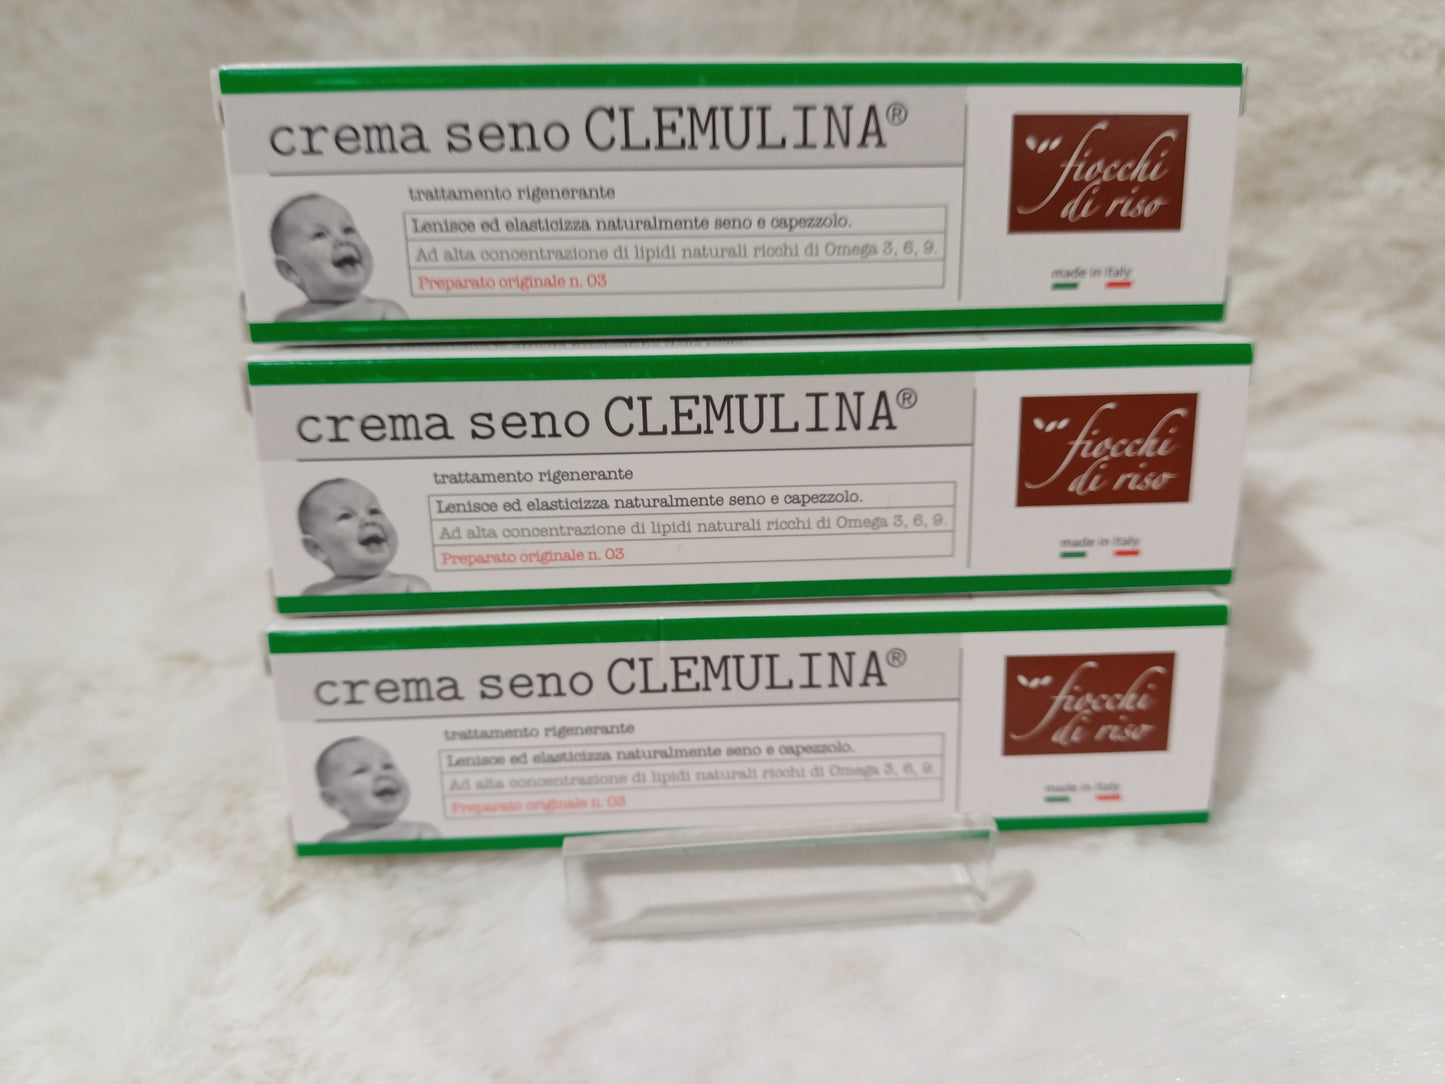 crema seno CLEMULINA®
trattamento rigenerante
Lenisce ed elasticizza naturalmente seno e capezzolo.
Ad alta concentrazione di lipidi naturali ricchi di Omega 3, 6, 9.
Preparato originale n. 03
fiocchi
di riso
made in Italy
crema seno CLEMULINA®
trattamento rigenerante
Lenisce ed elasticizza naturalmente seno e capezzolo.
Ad alta concentrazione di lipidi naturali ricchi di Omega 3, 6, 9.
Preparato originale n. 03
fiocchi
di riso
made in Italy
crema seno CLEMULINA®
trattamento rigenerante
Lenisce ed elasticizza naturalmente seno e capezzolo.
Ad alta concentrazione di lipidi naturali ricchi di Omega 3, 6, 9.
Preparato originale n. 03
fiocchi
di riso
made in Italy